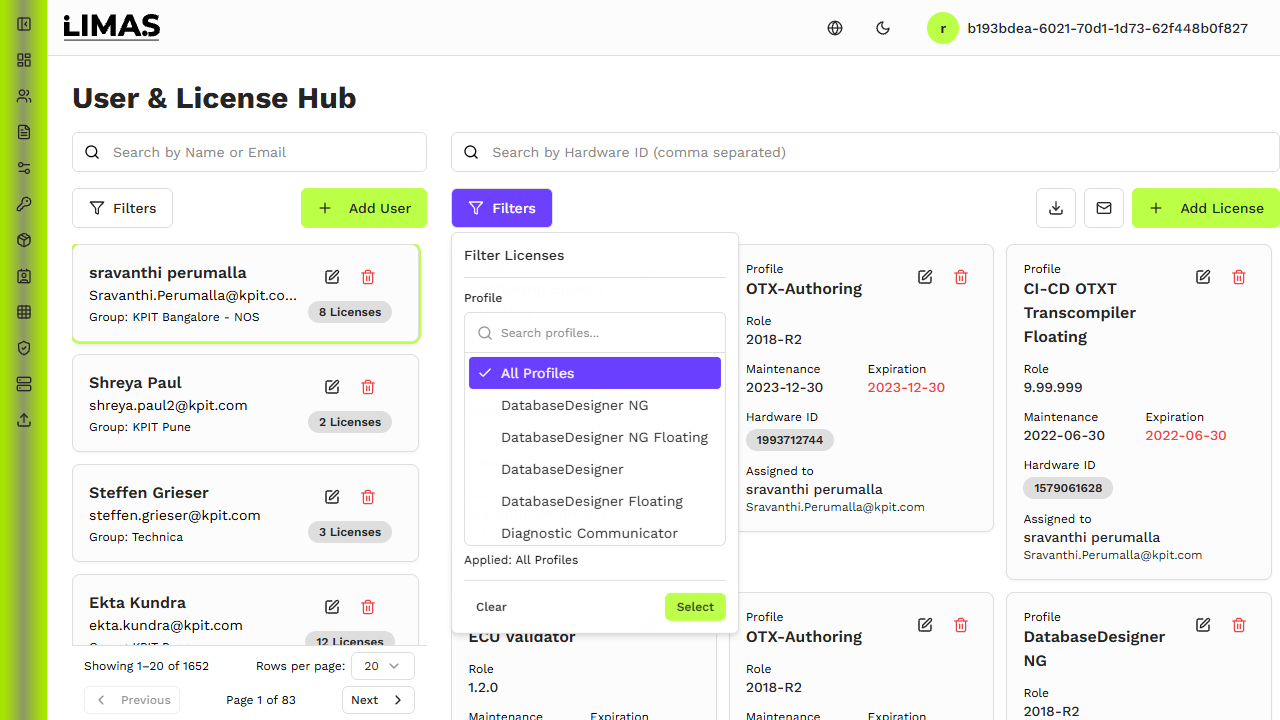 LIMAS
r
b193bdea-6021-70d1-1d73-62f448b0f827
User & License Hub
Search by Name or Email
Search by Hardware ID (comma separated)
Filters
Add User
Filters
Add License
sravanthi perumalla
Sravanthi.Perumalla@kpit.co...
Group: KPIT Bangalore - NOS
8 Licenses
Shreya Paul
shreya.paul2@kpit.com
Group: KPIT Pune
2 Licenses
Steffen Grieser
steffen.grieser@kpit.com
Group: Technica
3 Licenses
Ekta Kundra
ekta.kundra@kpit.com
12 Licenses
Showing 1–20 of 1652
Rows per page:
20
Previous
Page 1 of 83
Next
Filter Licenses
Profile
Search profiles...
All Profiles
DatabaseDesigner NG
DatabaseDesigner NG Floating
DatabaseDesigner
DatabaseDesigner Floating
Diagnostic Communicator
Applied: All Profiles
Clear
Select
Profile
OTX-Authoring
Role
2018-R2
Maintenance
Expiration
2023-12-30
2023-12-30
Hardware ID
1993712744
Assigned to
sravanthi perumalla
Sravanthi.Perumalla@kpit.com
Profile
CI-CD OTXT
Transcompiler
Floating
Role
9.99.999
Maintenance
Expiration
2022-06-30
2022-06-30
Hardware ID
1579061628
Assigned to
sravanthi perumalla
Sravanthi.Perumalla@kpit.com
ECU Validator
Role
1.2.0
Maintenance
Expiration
Profile
OTX-Authoring
Role
2018-R2
Maintenance
Expiration
Profile
DatabaseDesigner
NG
Role
2018-R2